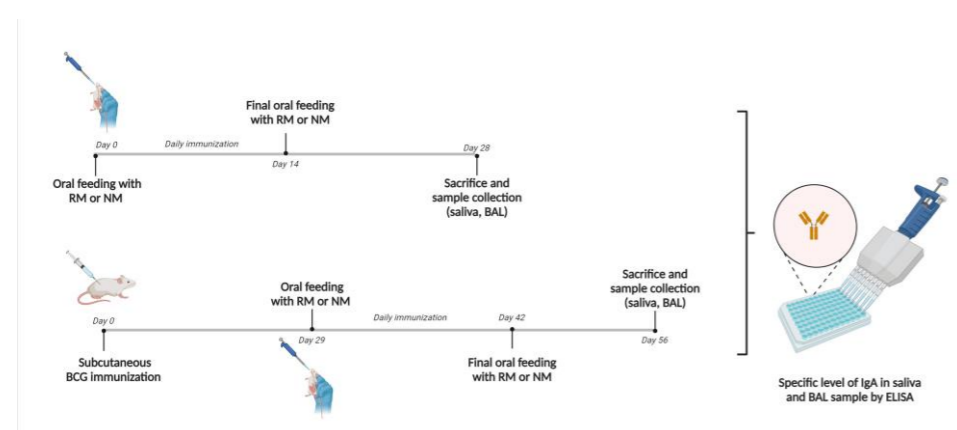 Final oral feeding
with RM or NM
Day 0
Daily immunization
Day 28
Day 14
Oral feeding with
RM or NM
Sacrifice and
sample collection
(saliva, BAL)
Sacrifice and
sample collection
(saliva, BAL)
Oral feeding
with RM or NM
Day 0
Daily immunization
Day 42
Day 29
Day 56
Subcutaneous
BCG immunization
Final oral feeding
with RM or NM
Specific level of IgA in saliva
and BAL sample by ELISA